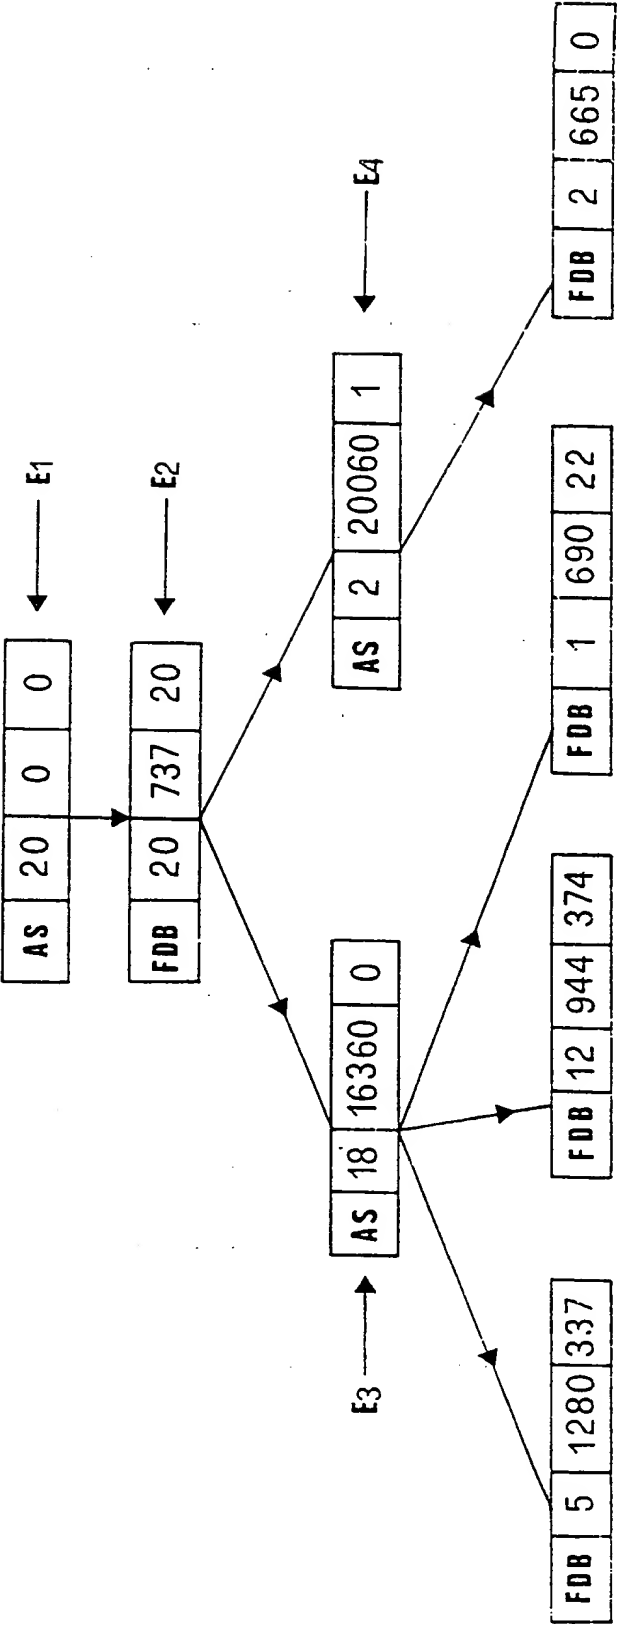 AS 20 0 0
E1
FDB 20 737 20
E2
E3
AS 18 16360 0
AS 2 20060 1
E4
FDB 5 1280 337
FDB 12 944 374
FDB 1 690 22
FDB 2 665 0